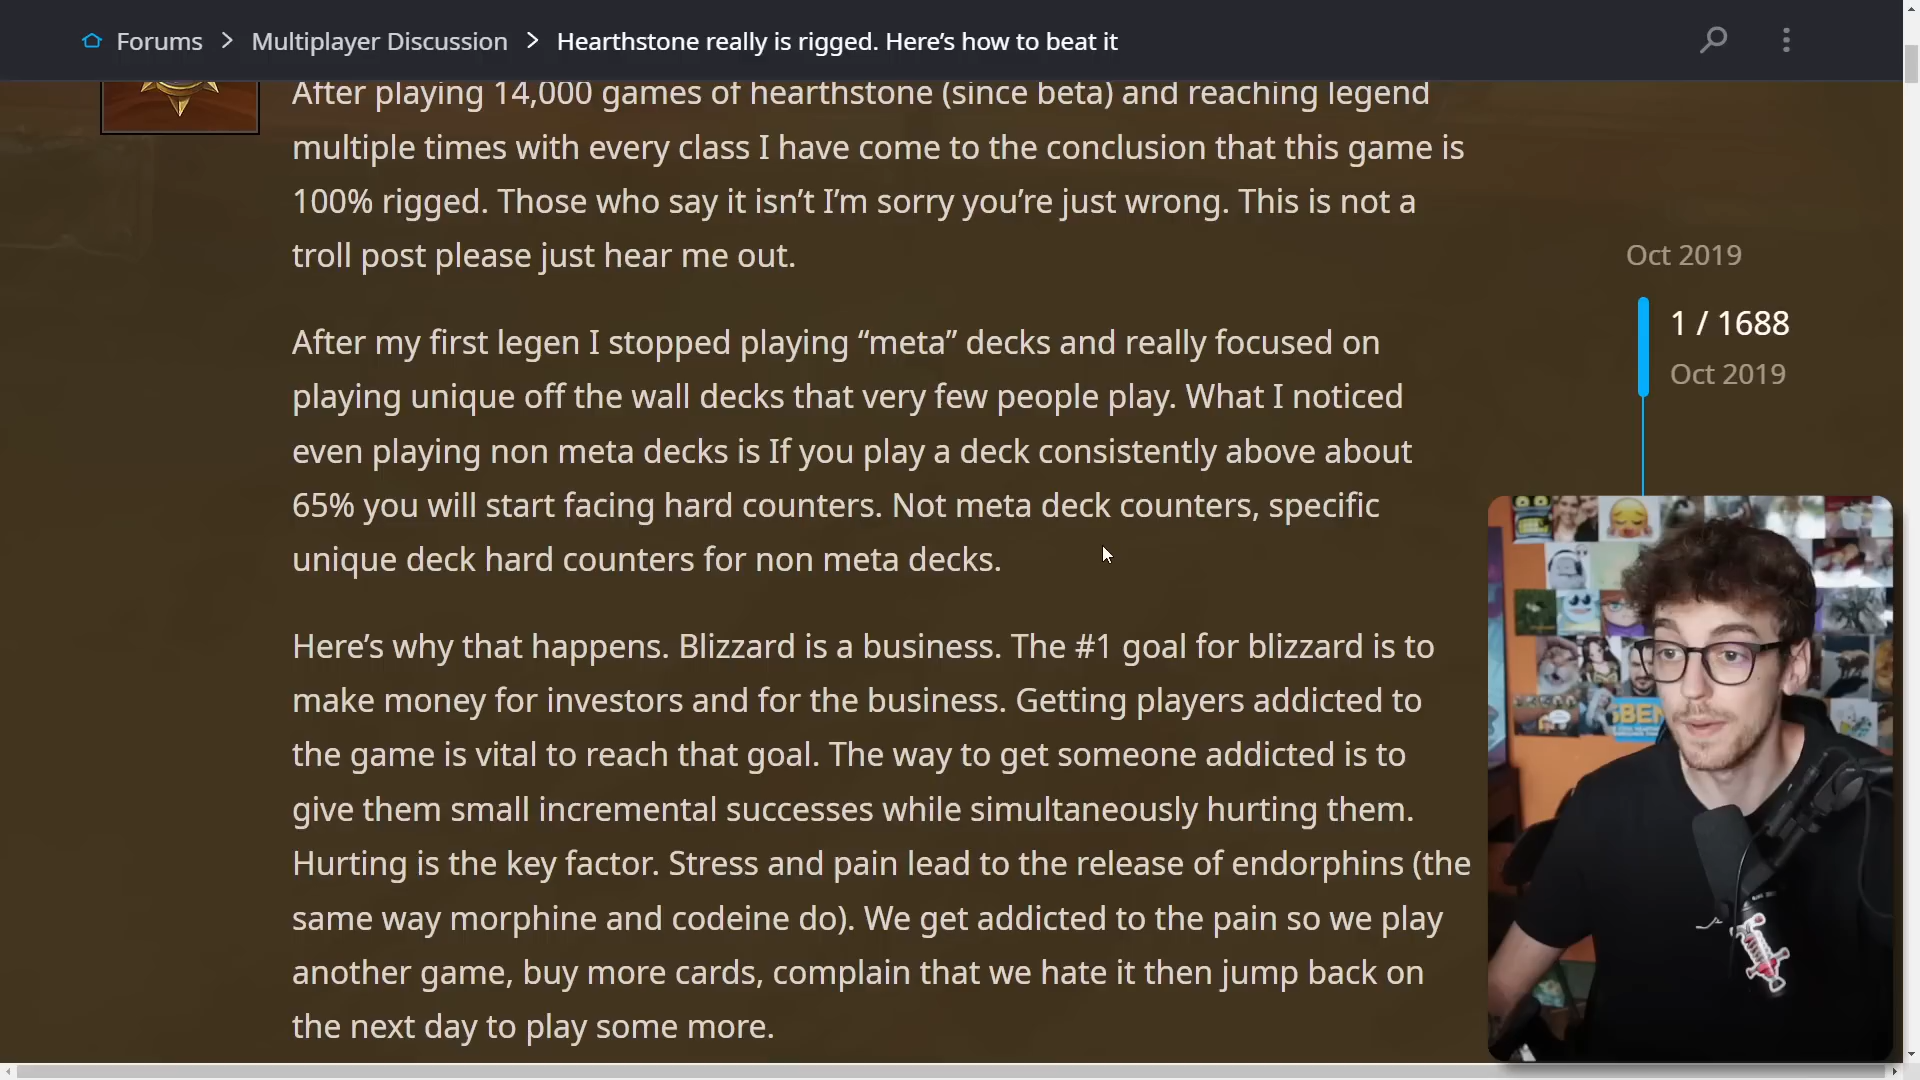 Forums > Multiplayer Discussion > Hearthstone really is rigged. Here’s how to beat it
After playing 14,000 games of hearthstone (since beta) and reaching legend
multiple times with every class I have come to the conclusion that this game is
100% rigged. Those who say it isn’t I’m sorry you’re just wrong. This is not a
troll post please just hear me out.
After my first legen I stopped playing “meta” decks and really focused on
playing unique off the wall decks that very few people play. What I noticed
even playing non meta decks is If you play a deck consistently above about
65% you will start facing hard counters. Not meta deck counters, specific
unique deck hard counters for non meta decks.
Here’s why that happens. Blizzard is a business. The #1 goal for blizzard is to
make money for investors and for the business. Getting players addicted to
the game is vital to reach that goal. The way to get someone addicted is to
give them small incremental successes while simultaneously hurting them.
Hurting is the key factor. Stress and pain lead to the release of endorphins (the
same way morphine and codeine do). We get addicted to the pain so we play
another game, buy more cards, complain that we hate it then jump back on
the next day to play some more.
Oct 2019
1 / 1688
Oct 2019